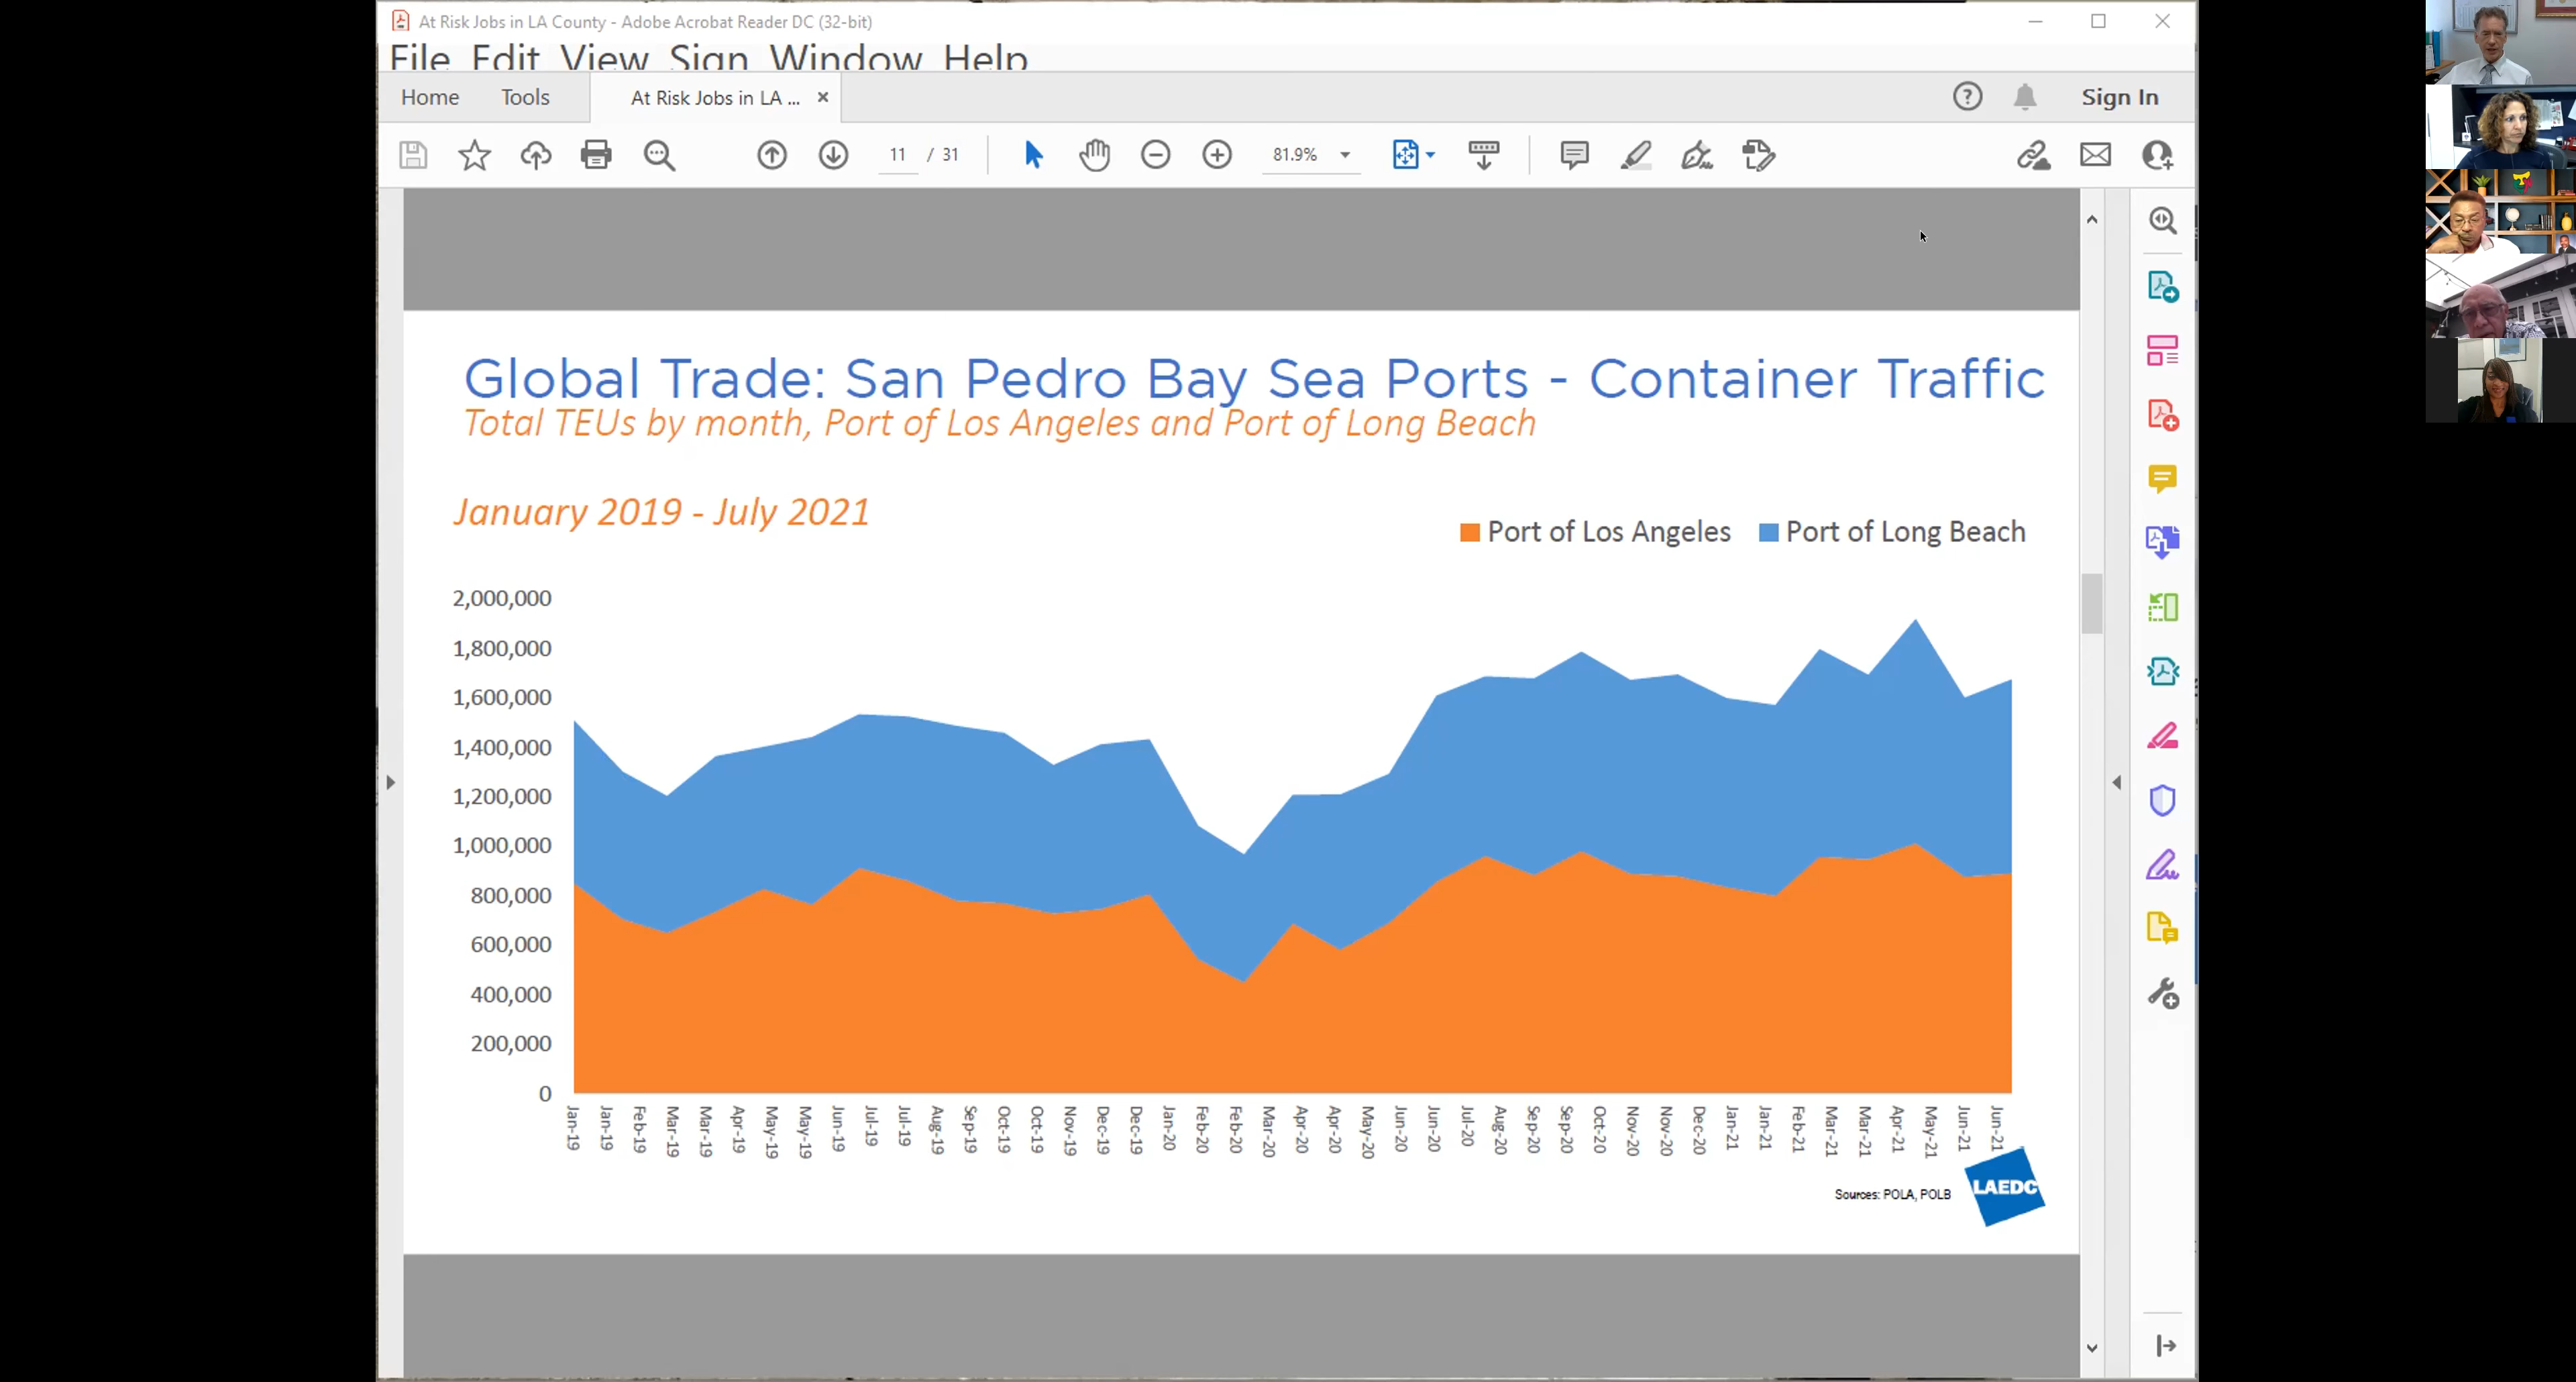 At Risk Jobs in LA County - Adobe Acrobat Reader DC (32-bit)
File Edit View Sign Window Help
Home Tools At Risk Jobs in LA ... Sign In
11 / 31 81.9%
Global Trade: San Pedro Bay Sea Ports - Container Traffic
Total TEUs by month, Port of Los Angeles and Port of Long Beach
January 2019 - July 2021
Port of Los Angeles Port of Long Beach
2,000,000
1,800,000
1,600,000
1,400,000
1,200,000
1,000,000
800,000
600,000
400,000
200,000
0
Jan-19
Jan-19
Feb-19
Mar-19
Mar-19
Apr-19
May-19
May-19
Jun-19
Jul-19
Jul-19
Aug-19
Sep-19
Oct-19
Oct-19
Nov-19
Dec-19
Dec-19
Jan-20
Feb-20
Feb-20
Mar-20
Apr-20
Apr-20
May-20
Jun-20
Jun-20
Jul-20
Aug-20
Sep-20
Sep-20
Oct-20
Nov-20
Nov-20
Dec-20
Jan-21
Jan-21
Feb-21
Mar-21
Mar-21
Apr-21
May-21
Jun-21
Jun-21
Sources: POLA, POLB
LAEDC